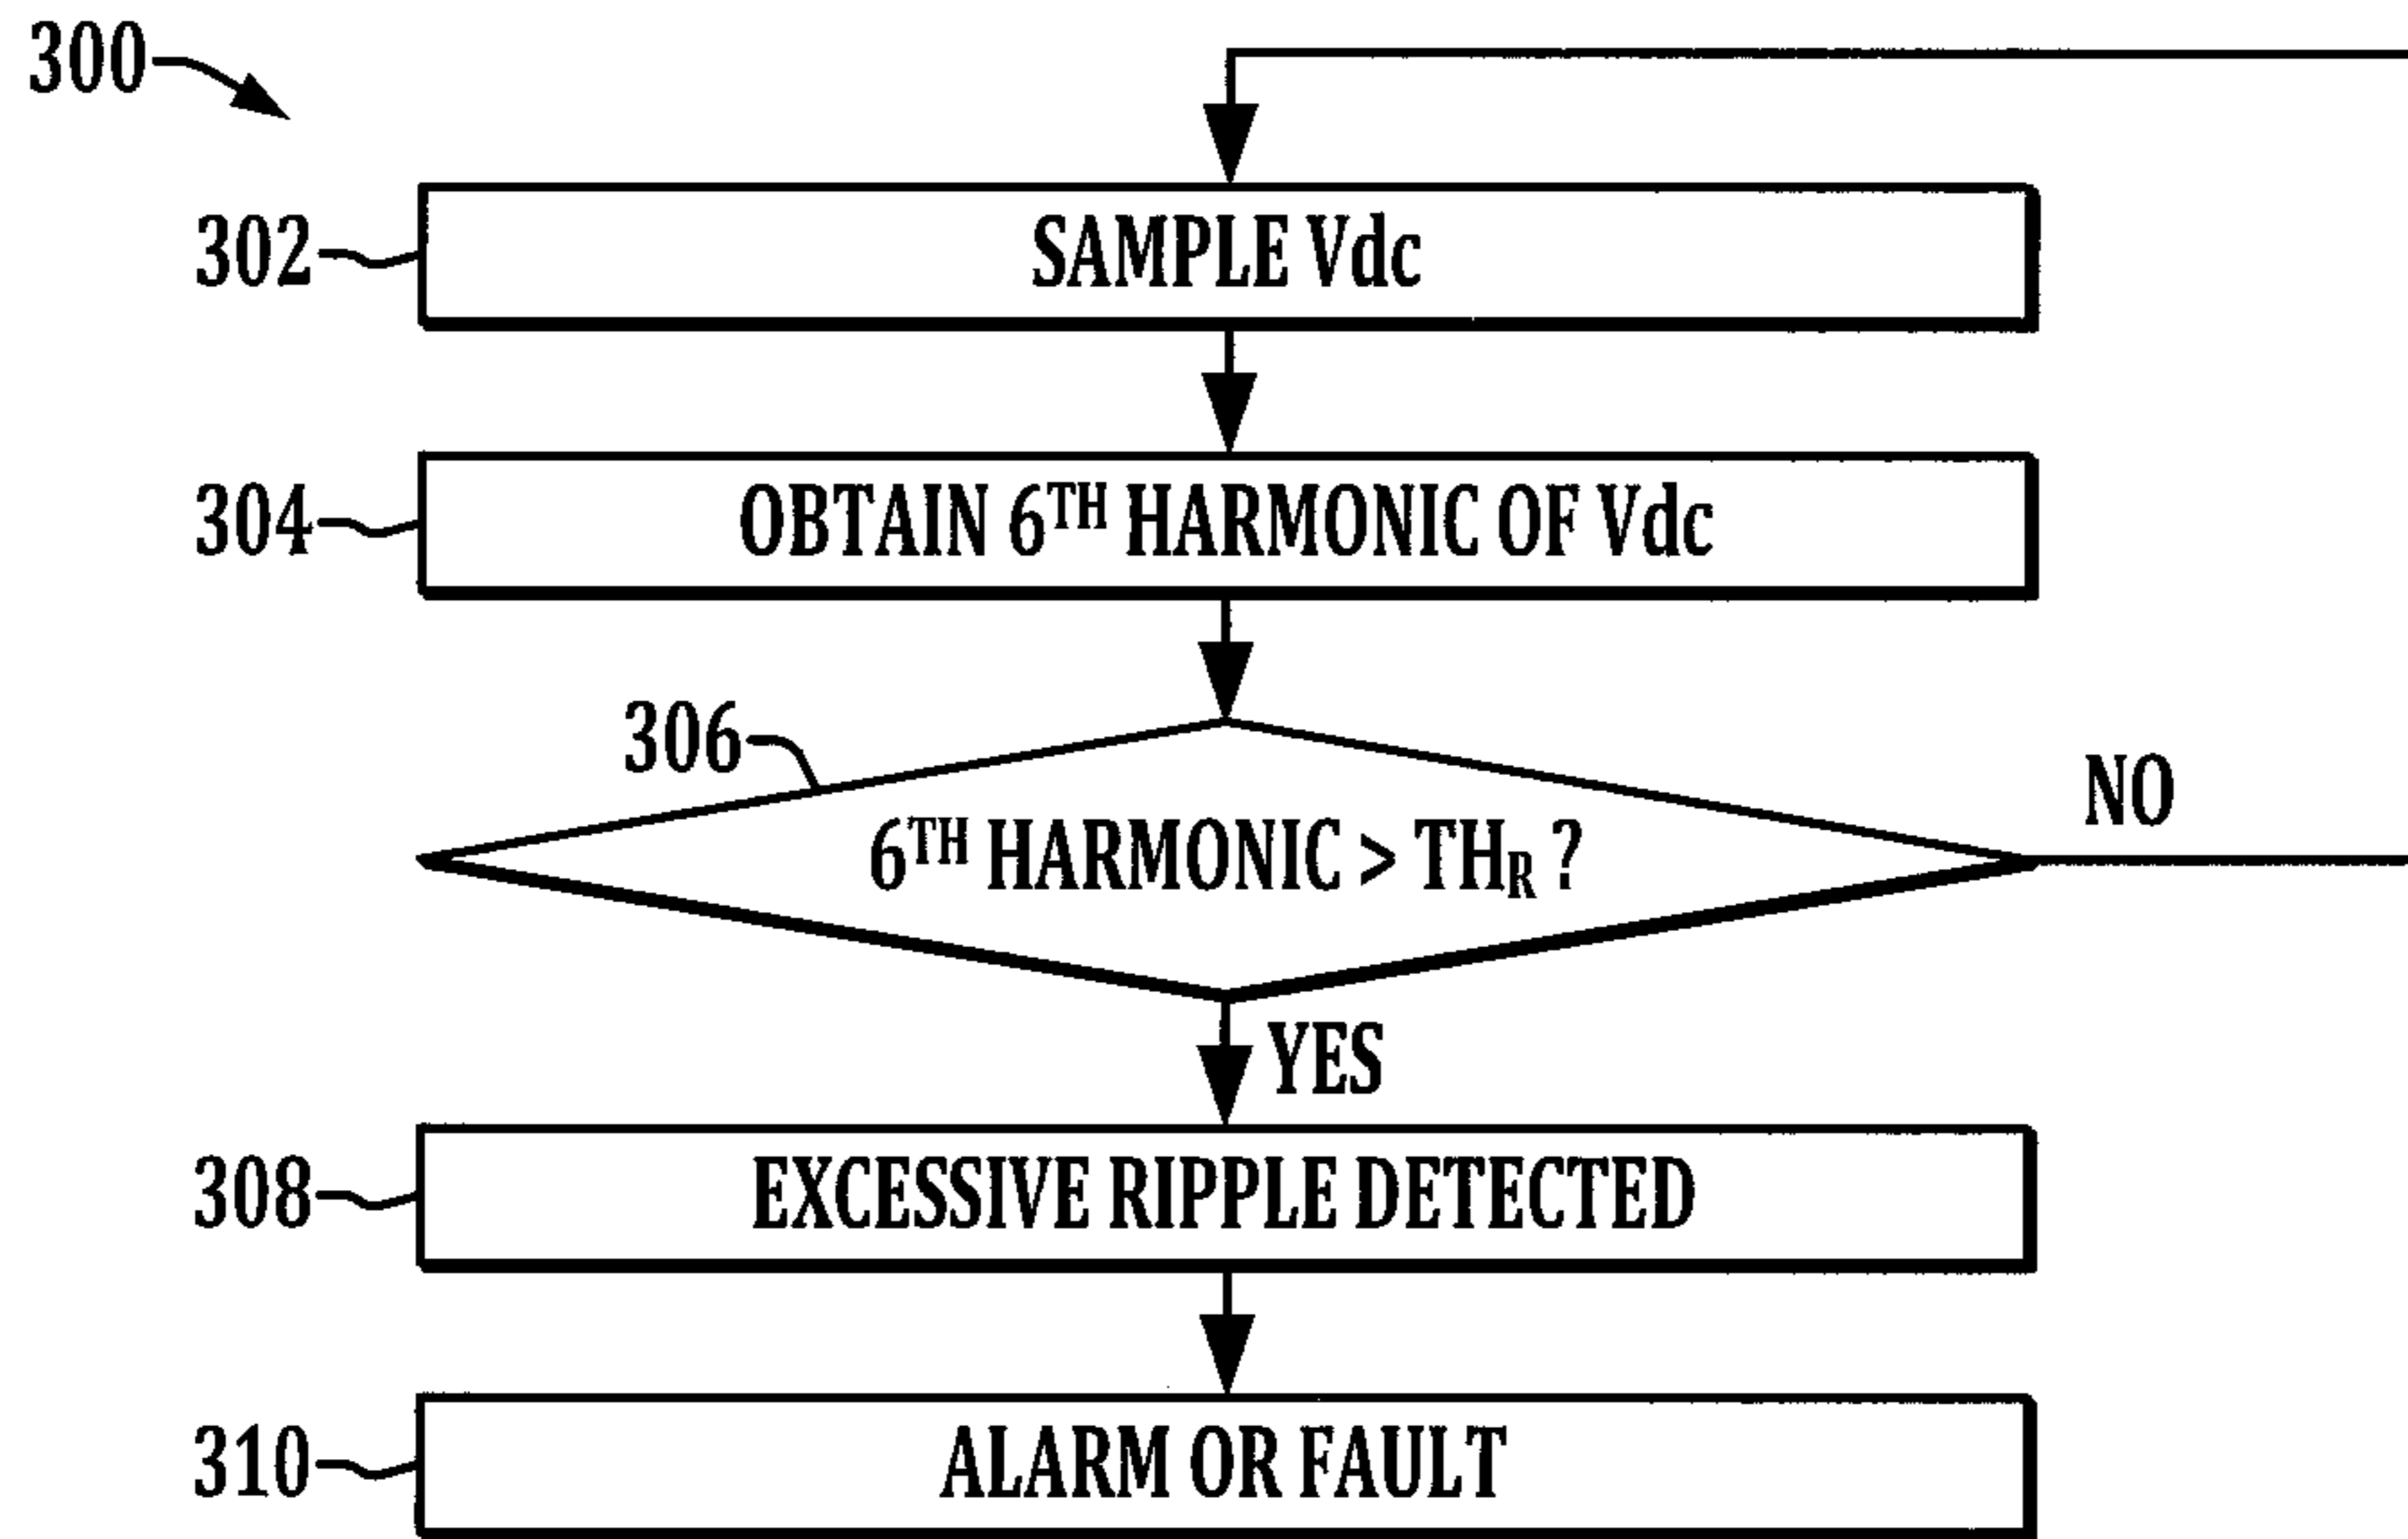 300
302
SAMPLE Vdc
304
OBTAIN 6TH HARMONIC OF Vdc
306
6TH HARMONIC > THR ?
NO
YES
308
EXCESSIVE RIPPLE DETECTED
310
ALARM OR FAULT